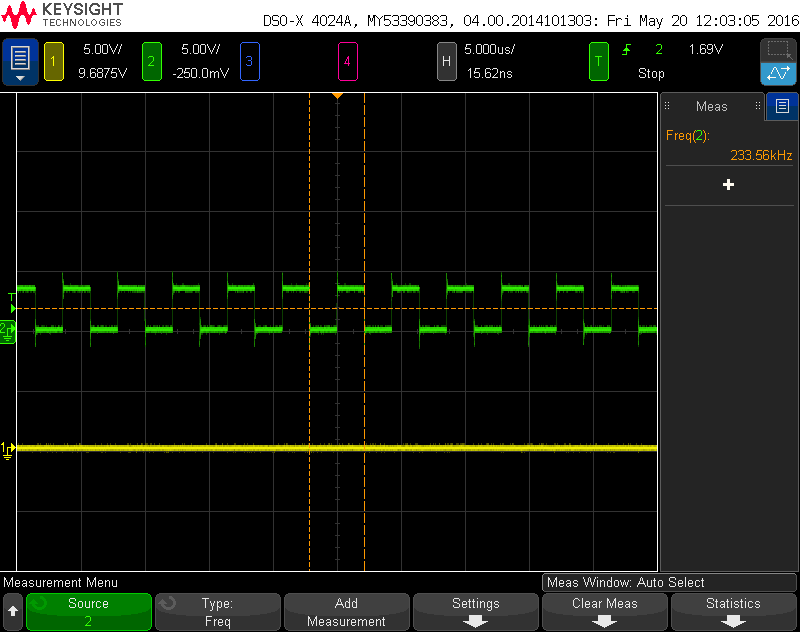 KEYSIGHT
TECHNOLOGIES
DSO-X 4024A, MY53390383, 04.00.2014101303: Fri May 20 12:03:05 2016
1 5.00V/ 2 5.00V/ 3 4 H 5.000us/ T 2 1.69V
9.6875V -250.0mV 15.62ns Stop
Meas
Freq(2):
233.56kHz
T
2
1
Measurement Menu
Meas Window: Auto Select
Source Type: Add Settings Clear Meas Statistics
2 Freq Measurement